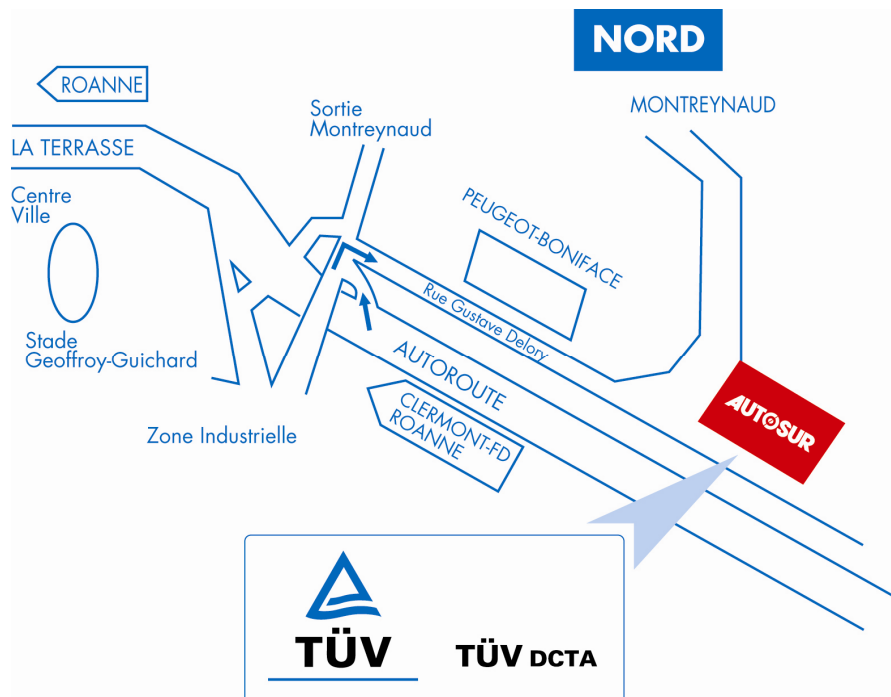 NORD
ROANNE
Sortie
Montreynaud
MONTREYNAUD
LA TERRASSE
Centre
Ville
PEUGEOT-BONIFACE
Rue Gustave Delory
Stade
Geoffroy-Guichard
AUTOROUTE
CLERMONT-FD
ROANNE
AUTOSUR
Zone Industrielle
TÜV
TÜV DCTA